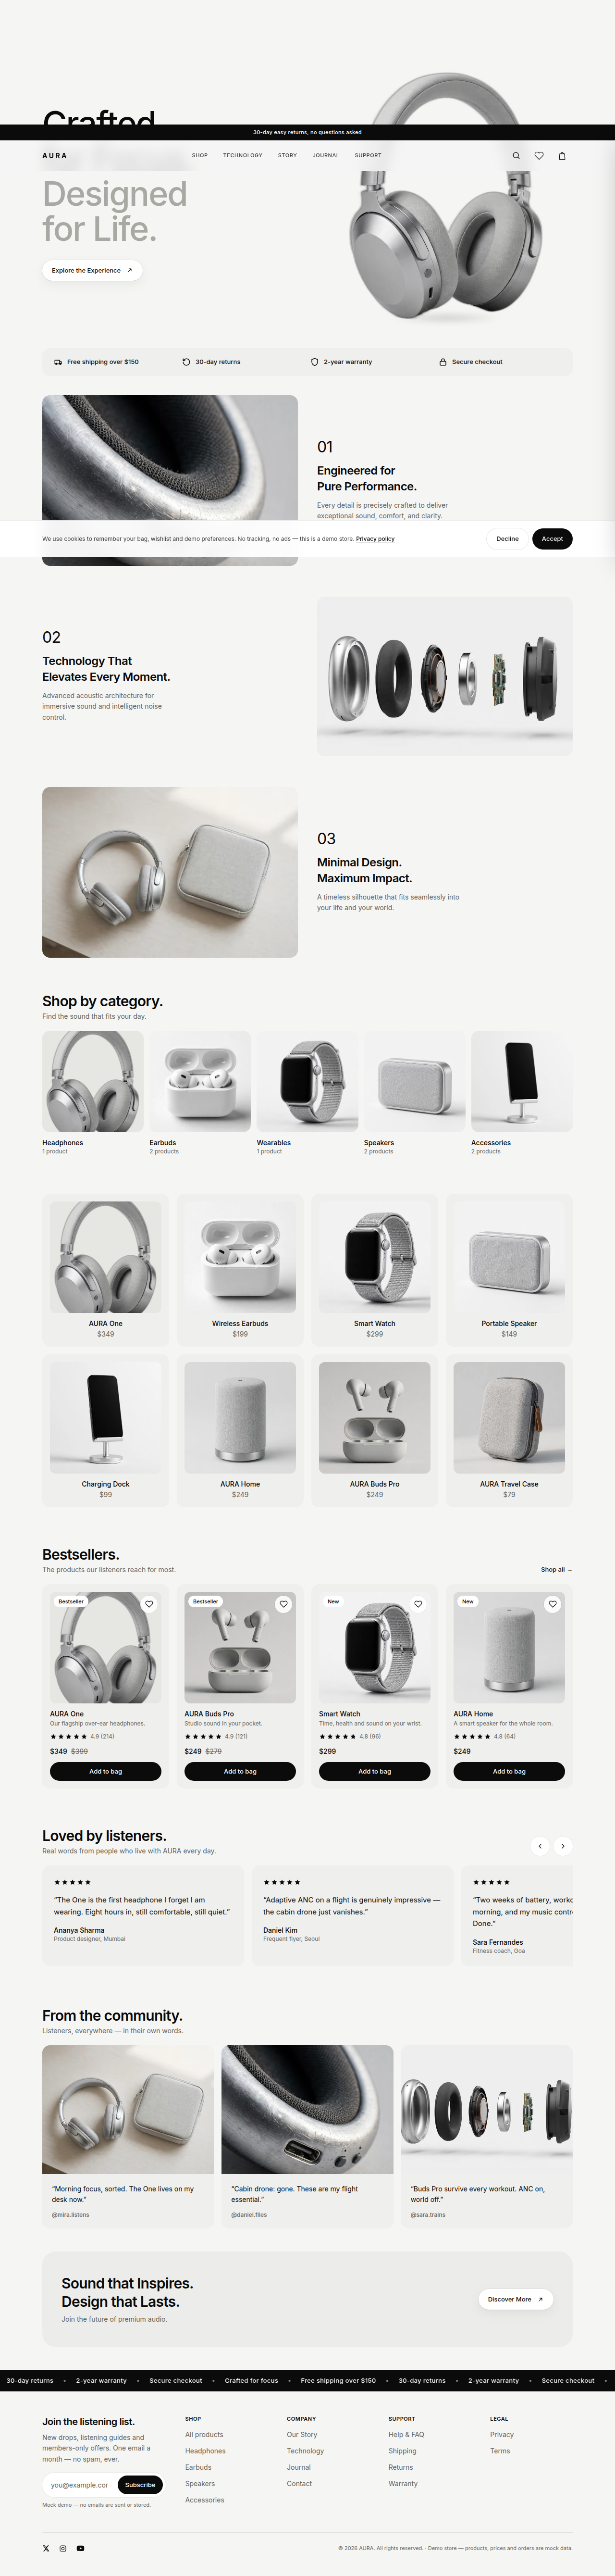 Crafted
30-day easy returns, no questions asked
AURA
SHOP
TECHNOLOGY
STORY
JOURNAL
SUPPORT
Designed
for Life.
Explore the Experience
Free shipping over $150
30-day returns
2-year warranty
Secure checkout
01
Engineered for
Pure Performance.
Every detail is precisely crafted to deliver
exceptional sound, comfort, and clarity.
We use cookies to remember your bag, wishlist and demo preferences. No tracking, no ads — this is a demo store. Privacy policy
Decline
Accept
02
Technology That
Elevates Every Moment.
Advanced acoustic architecture for
immersive sound and intelligent noise
control.
03
Minimal Design.
Maximum Impact.
A timeless silhouette that fits seamlessly into
your life and your world.
Shop by category.
Find the sound that fits your day.
Headphones
1 product
Earbuds
2 products
Wearables
1 product
Speakers
2 products
Accessories
2 products
AURA One
$349
Wireless Earbuds
$199
Smart Watch
$299
Portable Speaker
$149
Charging Dock
$99
AURA Home
$249
AURA Buds Pro
$249
AURA Travel Case
$79
Bestsellers.
The products our listeners reach for most.
Shop all →
Bestseller
AURA One
Our flagship over-ear headphones.
★★★★★ 4.9 (214)
$349 $399
Add to bag
Bestseller
AURA Buds Pro
Studio sound in your pocket.
★★★★★ 4.9 (121)
$249 $279
Add to bag
New
Smart Watch
Time, health and sound on your wrist.
★★★★★ 4.8 (96)
$299
Add to bag
New
AURA Home
A smart speaker for the whole room.
★★★★★ 4.8 (64)
$249
Add to bag
Loved by listeners.
Real words from people who live with AURA every day.
★★★★★
“The One is the first headphone I forget I am
wearing. Eight hours in, still comfortable, still quiet.”
Ananya Sharma
Product designer, Mumbai
★★★★★
“Adaptive ANC on a flight is genuinely impressive —
the cabin drone just vanishes.”
Daniel Kim
Frequent flyer, Seoul
★★★★★
“Two weeks of battery, worko
morning, and my music contr
Done.”
Sara Fernandes
Fitness coach, Goa
From the community.
Listeners, everywhere — in their own words.
“Morning focus, sorted. The One lives on my
desk now.”
@mira.listens
“Cabin drone: gone. These are my flight
essential.”
@daniel.flies
“Buds Pro survive every workout. ANC on,
world off.”
@sara.trains
Sound that Inspires.
Design that Lasts.
Join the future of premium audio.
Discover More
30-day returns • 2-year warranty • Secure checkout • Crafted for focus • Free shipping over $150 • 30-day returns • 2-year warranty • Secure checkout •
Join the listening list.
New drops, listening guides and
members-only offers. One email a
month — no spam, ever.
you@example.com
Subscribe
Mock demo — no emails are sent or stored.
SHOP
All products
Headphones
Earbuds
Speakers
Accessories
COMPANY
Our Story
Technology
Journal
Contact
SUPPORT
Help & FAQ
Shipping
Returns
Warranty
LEGAL
Privacy
Terms
© 2026 AURA. All rights reserved. · Demo store — products, prices and orders are mock data.